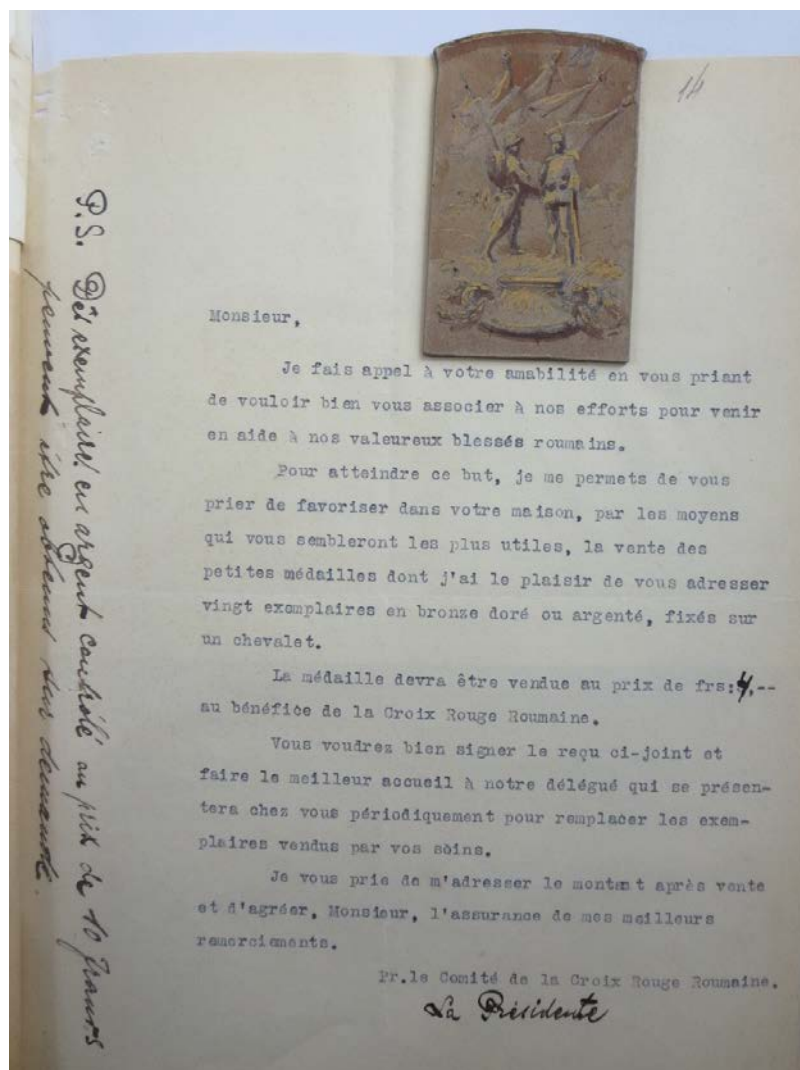 14
Monsieur,
Je fais appel à votre amabilité en vous priant
de vouloir bien vous associer à nos efforts pour venir
en aide à nos valeureux blessés roumains.
Pour atteindre ce but, je me permets de vous
prier de favoriser dans votre maison, par les moyens
qui vous sembleront les plus utiles, la vente des
petites médailles dont j'ai le plaisir de vous adresser
vingt exemplaires en bronze doré ou argenté, fixés sur
un chevalet.
La médaille devra être vendue au prix de frs:4,--
au bénéfice de la Croix Rouge Roumaine.
Vous voudrez bien signer le reçu ci-joint et
faire le meilleur accueil à notre délégué qui se présen-
tera chez vous périodiquement pour remplacer les exem-
plaires vendus par vos soins.
Je vous prie de m'adresser le montant après vente
et d'agréer, Monsieur, l'assurance de mes meilleurs
remerciements.
Pr.le Comité de la Croix Rouge Roumaine.
La Présidente
P.S. Des exemplaires en argent contrôlé au prix de 10 francs
peuvent être obtenus sur demande.